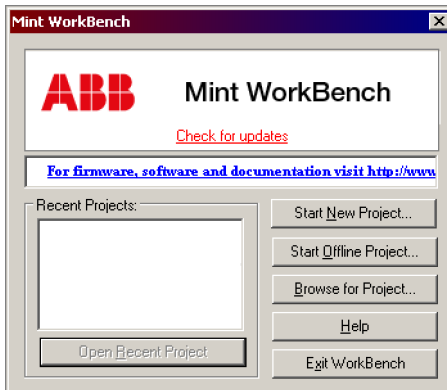 Mint WorkBench
ABB Mint WorkBench
Check for updates
For firmware, software and documentation visit http://www
Recent Projects:
Start New Project...
Start Offline Project...
Browse for Project...
Help
Open Recent Project
Exit WorkBench